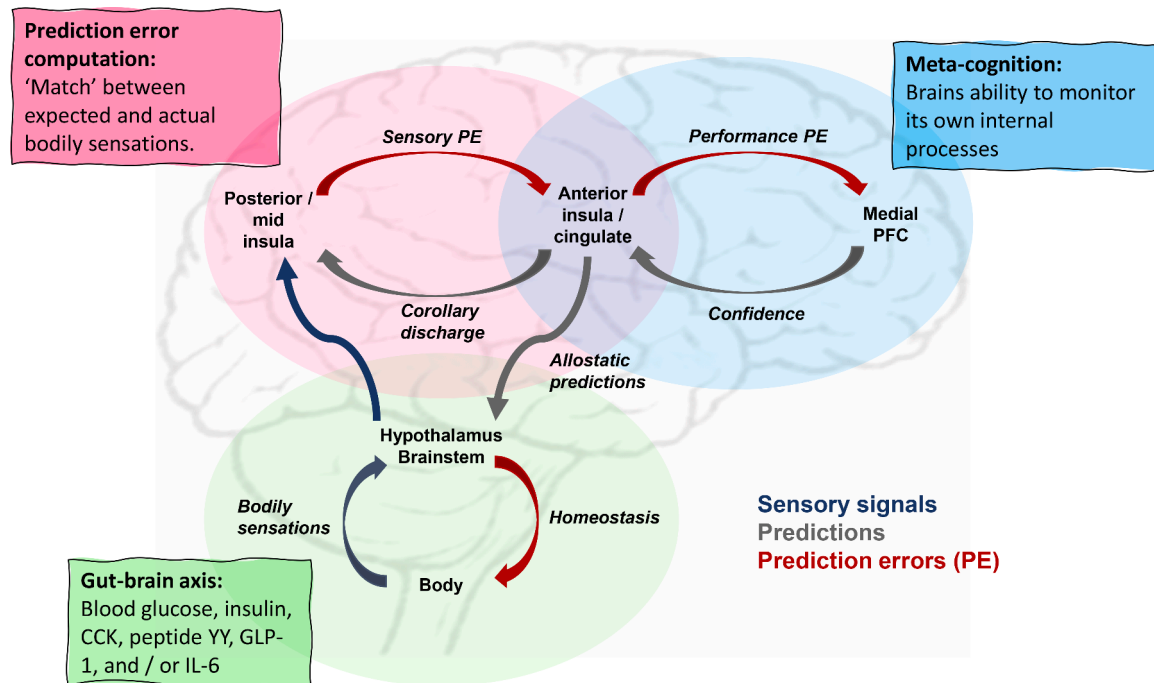 Prediction error
computation:
‘Match’ between
expected and actual
bodily sensations.
Meta-cognition:
Brains ability to monitor
its own internal
processes
Sensory PE
Performance PE
Posterior /
mid
insula
Anterior
insula /
cingulate
Medial
PFC
Corollary
discharge
Confidence
Allostatic
predictions
Hypothalamus
Brainstem
Bodily
sensations
Homeostasis
Body
Sensory signals
Predictions
Prediction errors (PE)
Gut-brain axis:
Blood glucose, insulin,
CCK, peptide YY, GLP-
1, and / or IL-6